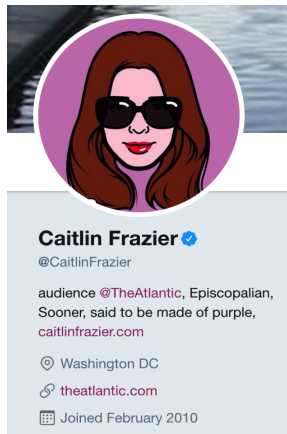 Caitlin Frazier
@CaitlinFrazier
audience @TheAtlantic, Episcopalian,
Sooner, said to be made of purple,
caitlinfrazier.com
Washington DC
theatlantic.com
Joined February 2010